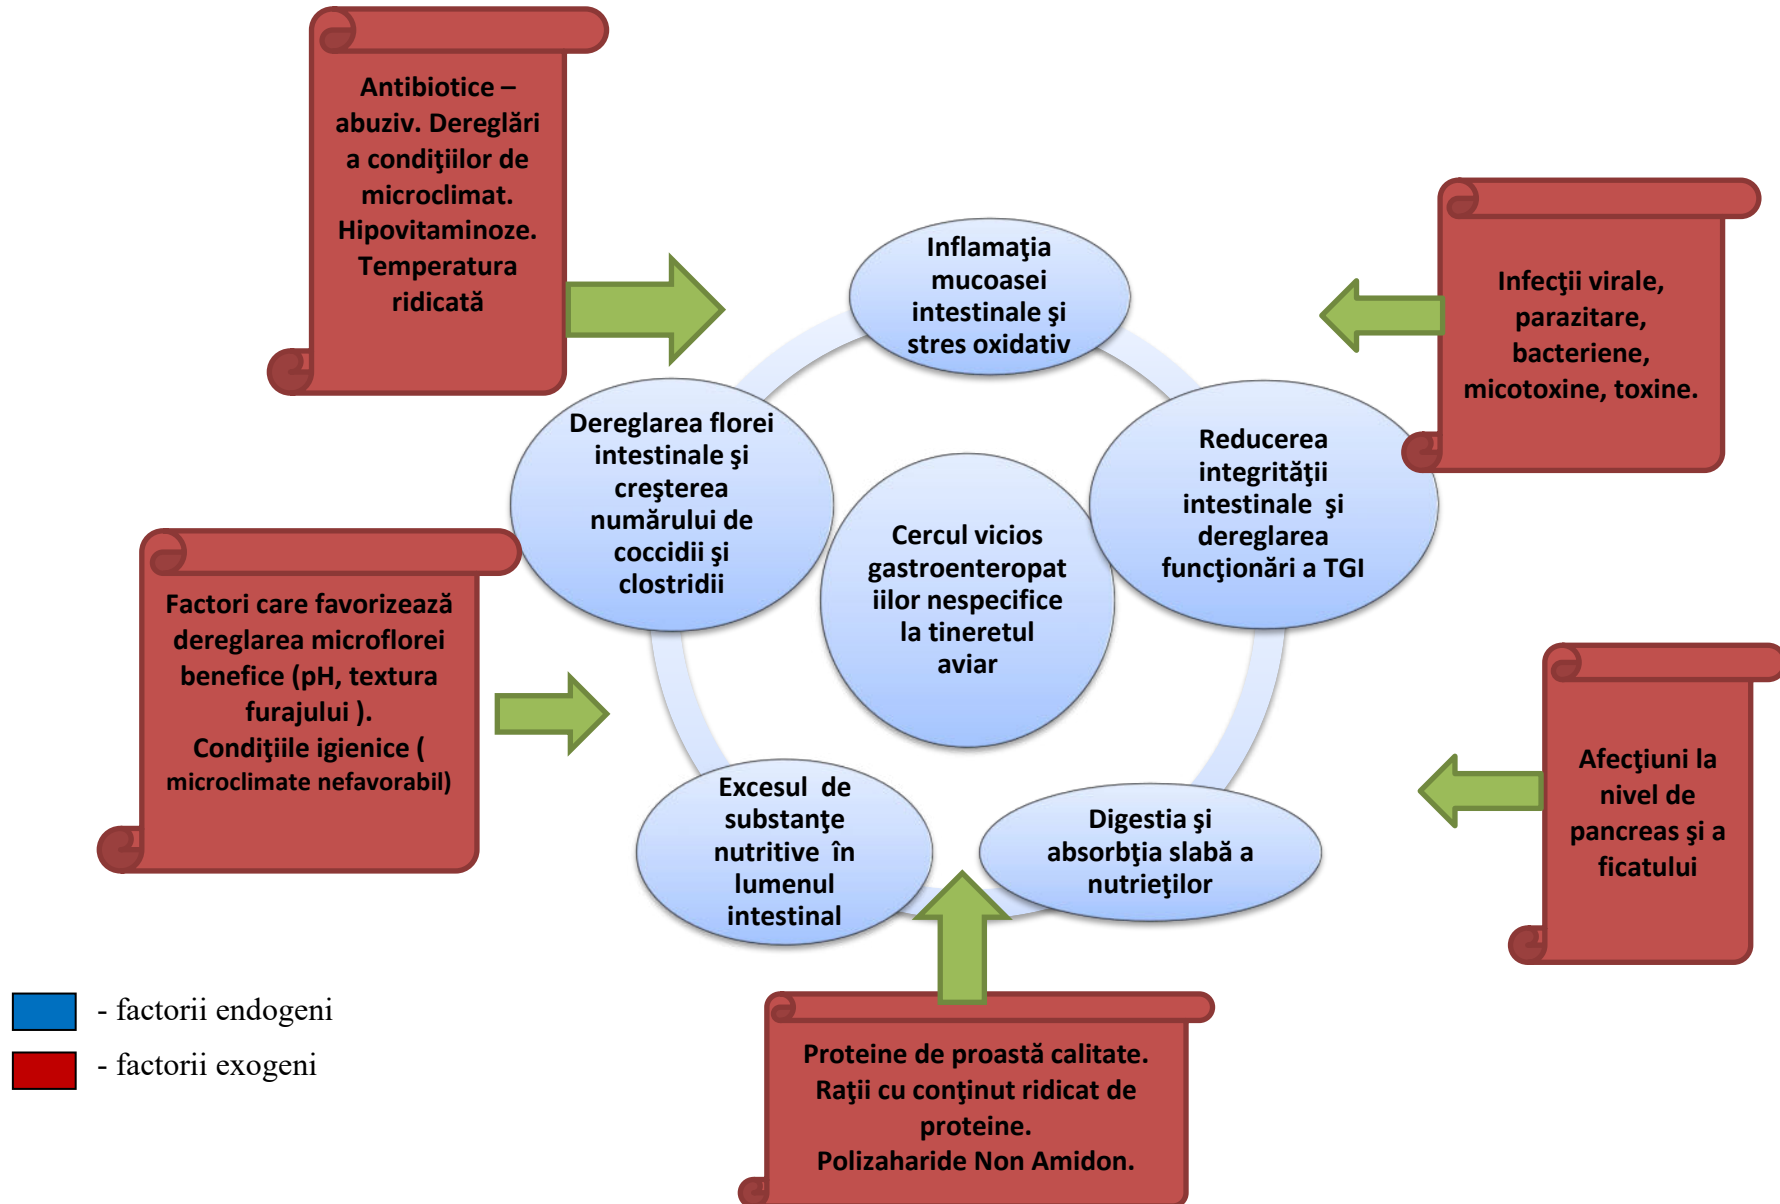 Antibiotice –
abuziv. Dereglări
a condiţiilor de
microclimat.
Hipovitaminoze.
Temperatura
ridicată
Inflamaţia
mucoasei
intestinale şi
stres oxidativ
Infecţii virale,
parazitare,
bacteriene,
micotoxine, toxine.
Dereglarea florei
intestinale şi
creşterea
numărului de
coccidii şi
clostridii
Reducerea
integrităţii
intestinale şi
dereglarea
funcţionări a TGI
Cercul vicios
gastroenteropat
iilor nespecifice
la tineretul
aviar
Factori care favorizează
dereglarea microflorei
benefice (pH, textura
furajului ).
Condiţiile igienice (
microclimate nefavorabil)
Excesul de
substanţe
nutritive în
lumenul
intestinal
Digestia şi
absorbţia slabă a
nutrieţilor
Afecţiuni la
nivel de
pancreas şi a
ficatului
- factorii endogeni
- factorii exogeni
Proteine de proastă calitate.
Raţii cu conţinut ridicat de
proteine.
Polizaharide Non Amidon.